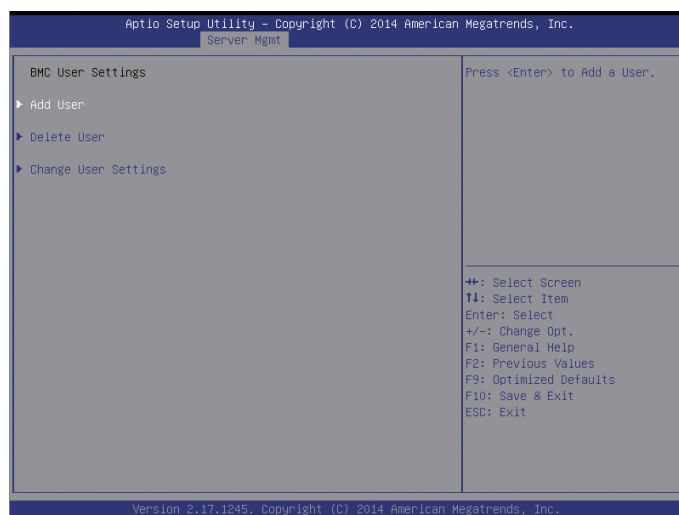 Aptio Setup Utility – Copyright (C) 2014 American Megatrends, Inc.
Server Mgmt
BMC User Settings
Add User
Delete User
Change User Settings
Press <Enter> to Add a User.
→←: Select Screen
↑↓: Select Item
Enter: Select
+/-: Change Opt.
F1: General Help
F2: Previous Values
F9: Optimized Defaults
F10: Save & Exit
ESC: Exit
Version 2.17.1245. Copyright (C) 2014 American Megatrends, Inc.